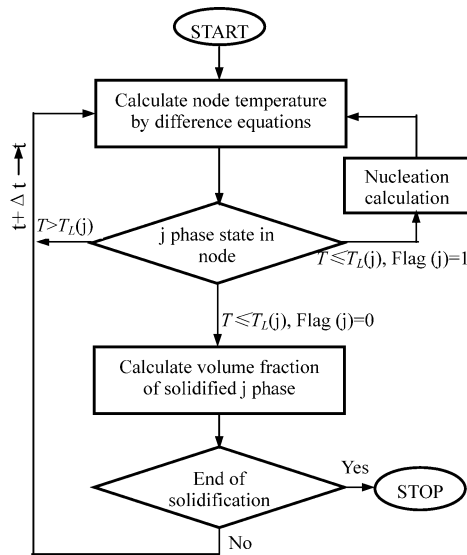 START
Calculate node temperature
by difference equations
t+Δt→t
Nucleation
calculation
T>T_L(j)
j phase state in
node
T≤T_L(j), Flag (j)=1
T≤T_L(j), Flag (j)=0
Calculate volume fraction
of solidified j phase
End of
solidification
Yes
STOP
No